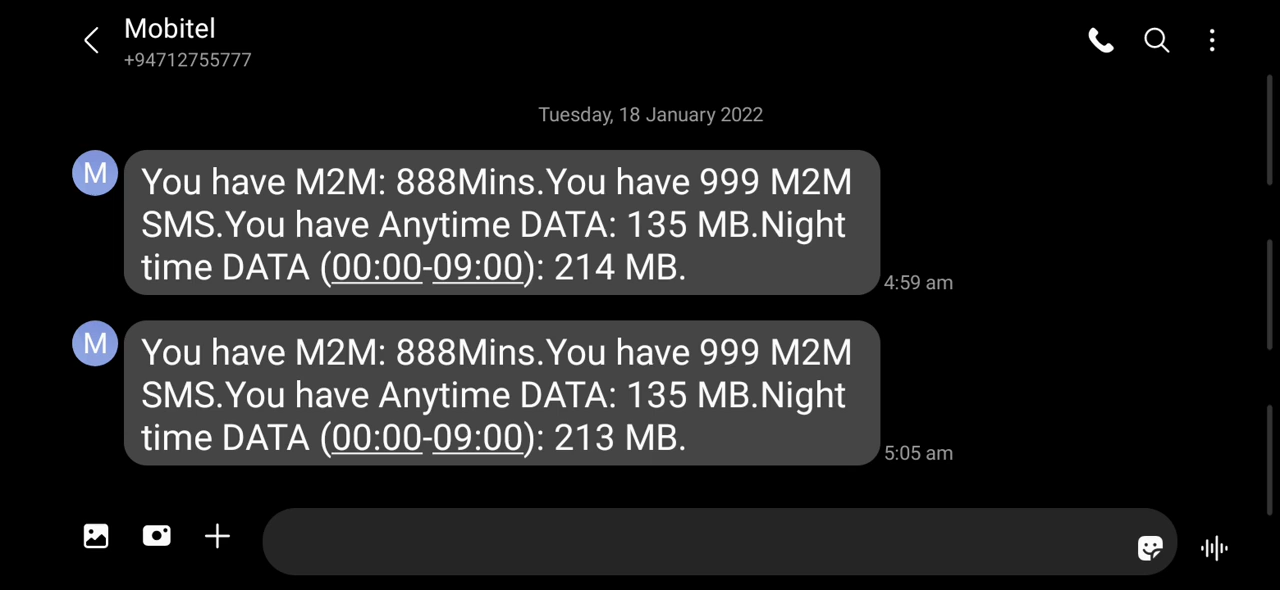 Mobitel
+94712755777
Tuesday, 18 January 2022
M
You have M2M: 888Mins.You have 999 M2M
SMS.You have Anytime DATA: 135 MB.Night
time DATA (00:00-09:00): 214 MB.
4:59 am
M
You have M2M: 888Mins.You have 999 M2M
SMS.You have Anytime DATA: 135 MB.Night
time DATA (00:00-09:00): 213 MB.
5:05 am